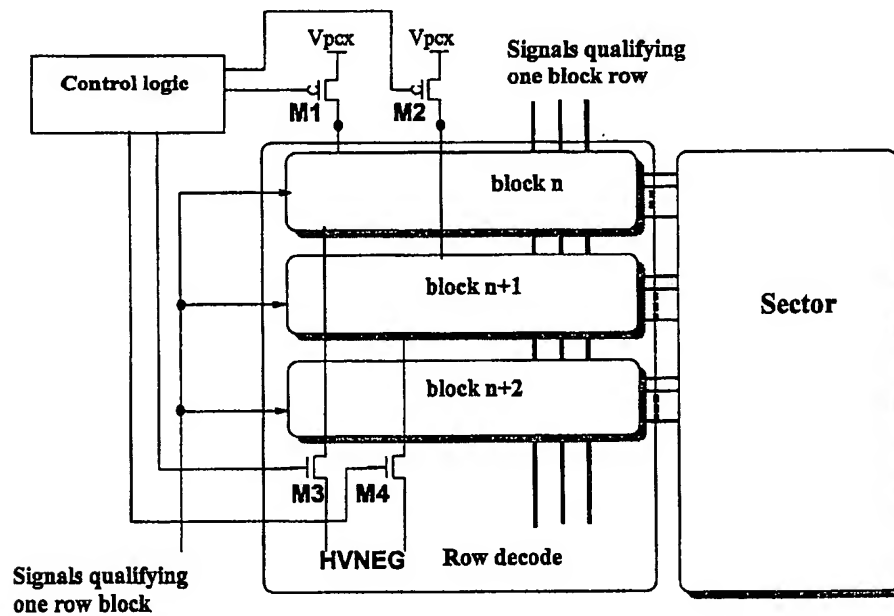 Vpcx
Vpcx
Signals qualifying
one block row
Control logic
M1
M2
block n
block n+1
Sector
block n+2
M3
M4
HVNEG
Row decode
Signals qualifying
one row block